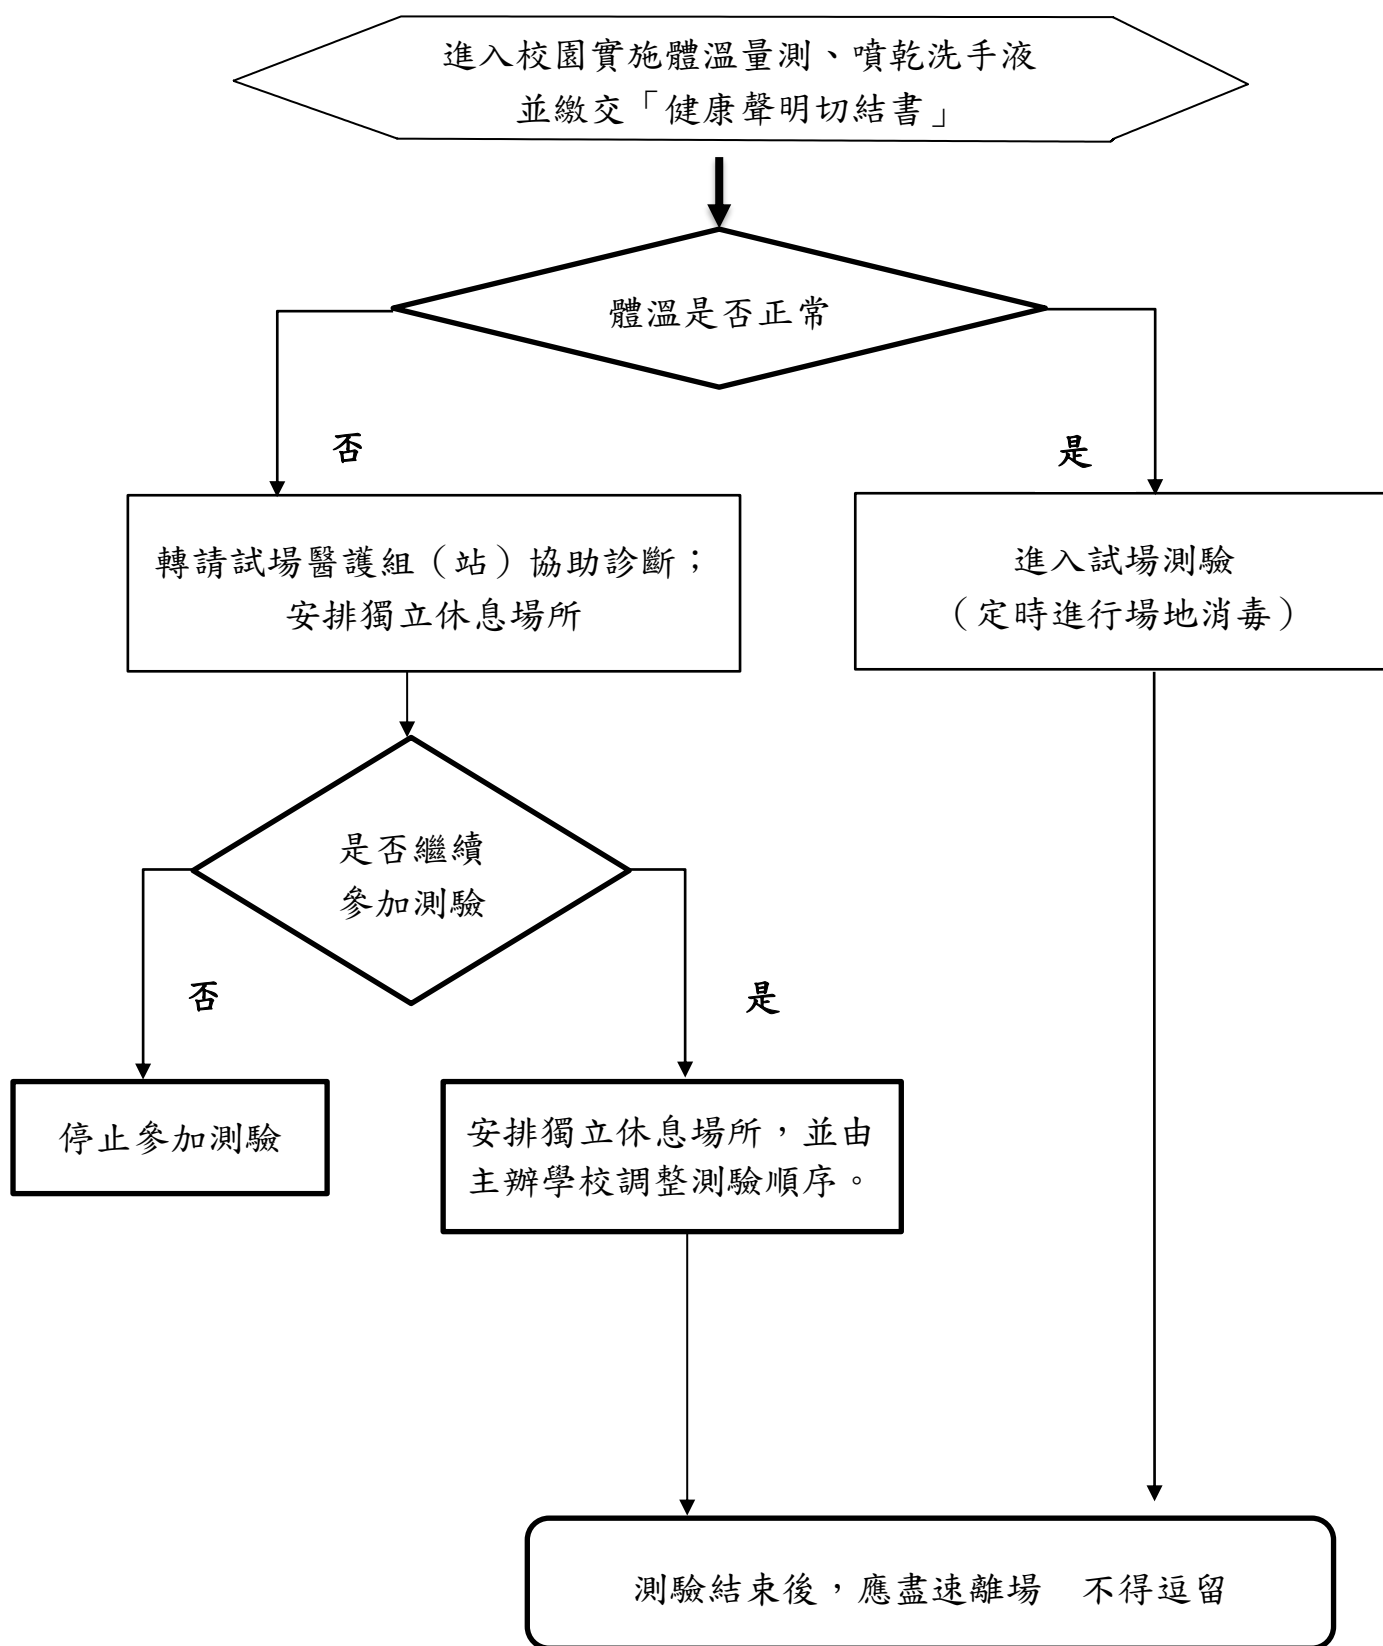 進入校園實施體溫量測、噴乾洗手液
並繳交「健康聲明切結書」
體溫是否正常
否
是
轉請試場醫護組（站）協助診斷；
安排獨立休息場所
進入試場測驗
（定時進行場地消毒）
是否繼續
參加測驗
否
是
停止參加測驗
安排獨立休息場所，並由
主辦學校調整測驗順序。
測驗結束後，應盡速離場　不得逗留